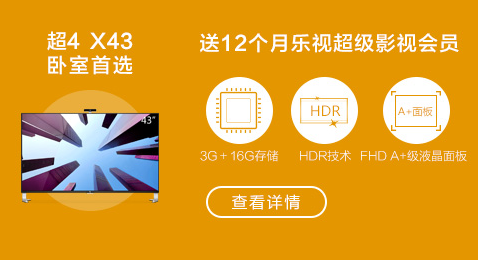 超4 X43
卧室首选
43"
送12个月乐视超级影视会员
HDR
A+面板
3G+16G存储
HDR技术
FHD A+级液晶面板
查看详情